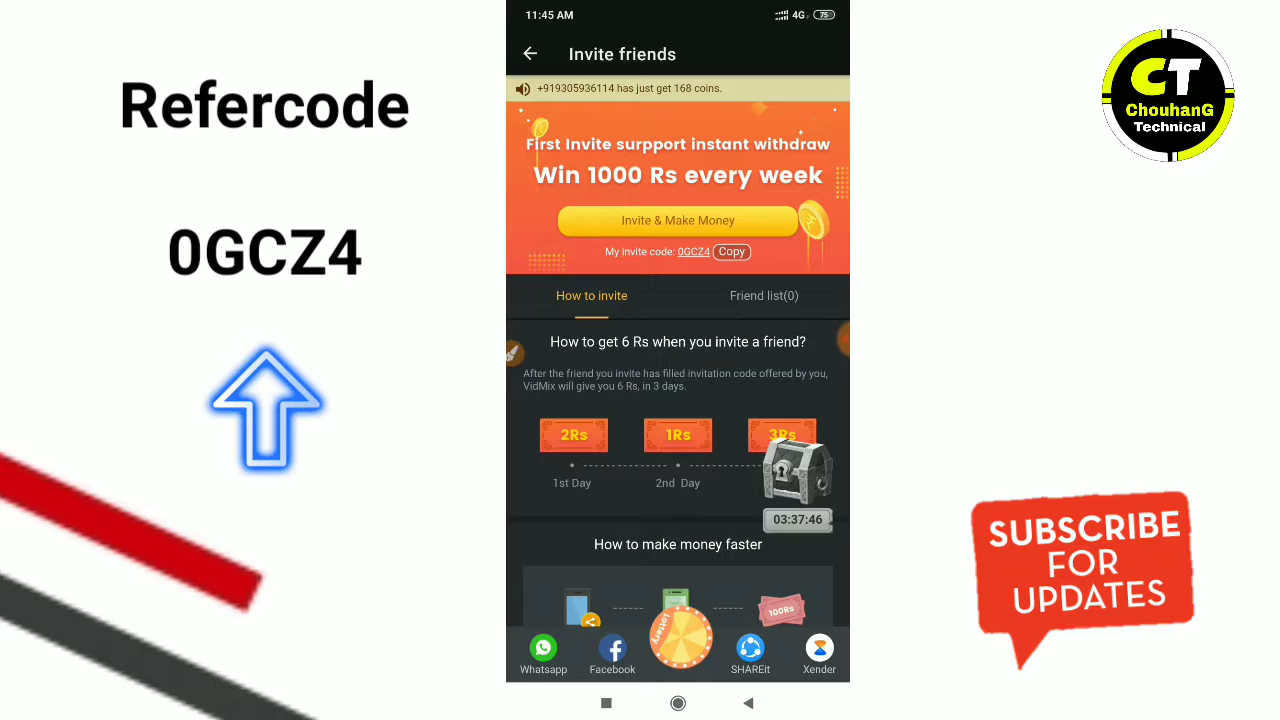 Refercode
0GCZ4
11:45 AM
4G
75
Invite friends
+919305936114 has just get 168 coins.
First Invite surpport instant withdraw
Win 1000 Rs every week
Invite & Make Money
My invite code: 0GCZ4 Copy
How to invite
Friend list(0)
How to get 6 Rs when you invite a friend?
After the friend you invite has filled invitation code offered by you,
VidMix will give you 6 Rs, in 3 days.
2Rs
1Rs
3Rs
1st Day
2nd Day
03:37:46
How to make money faster
100Rs
Lottery
Whatsapp
Facebook
SHAREit
Xender
CT
ChouhanG
Technical
SUBSCRIBE
FOR
UPDATES